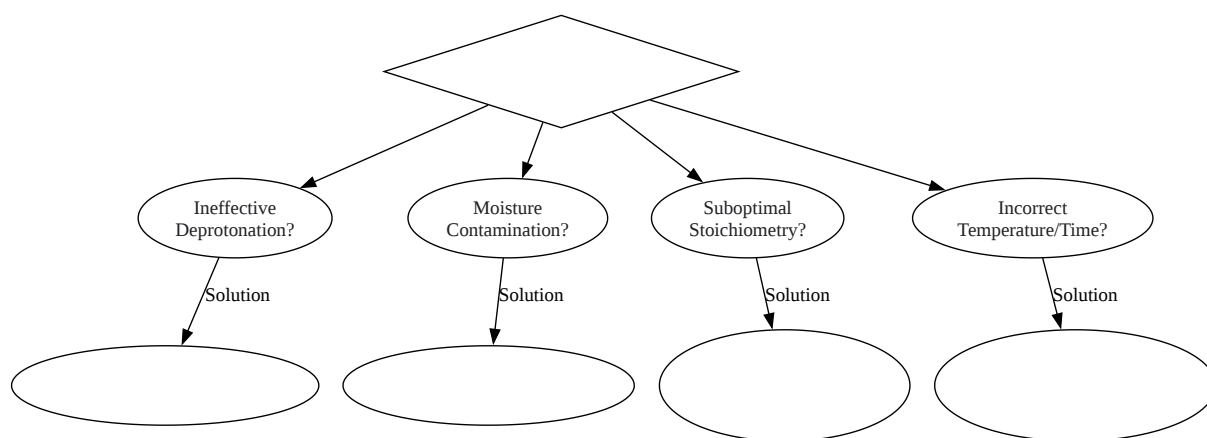 Ineffective
Deprotonation?
Moisture
Contamination?
Suboptimal
Stoichiometry?
Incorrect
Temperature/Time?
Solution
Solution
Solution
Solution